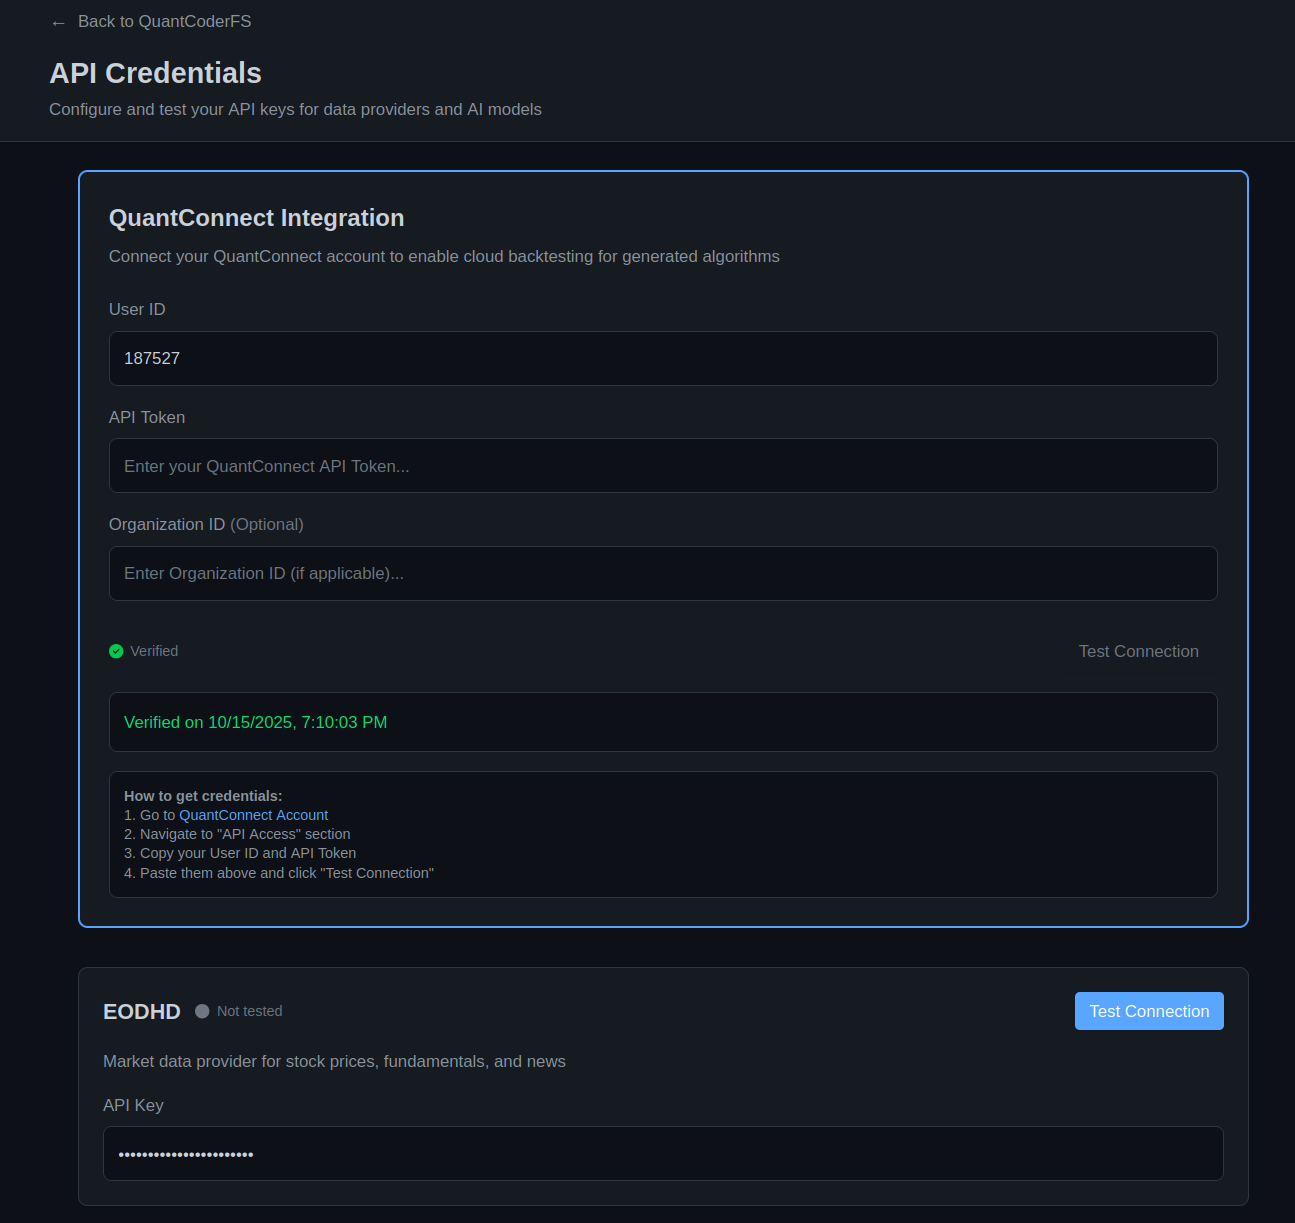 ← Back to QuantCoderFS
API Credentials
Configure and test your API keys for data providers and AI models
QuantConnect Integration
Connect your QuantConnect account to enable cloud backtesting for generated algorithms
User ID
187527
API Token
Enter your QuantConnect API Token...
Organization ID (Optional)
Enter Organization ID (if applicable)...
Verified
Test Connection
Verified on 10/15/2025, 7:10:03 PM
How to get credentials:
1. Go to QuantConnect Account
2. Navigate to "API Access" section
3. Copy your User ID and API Token
4. Paste them above and click "Test Connection"
EODHD
Not tested
Test Connection
Market data provider for stock prices, fundamentals, and news
API Key
•••••••••••••••••••••••